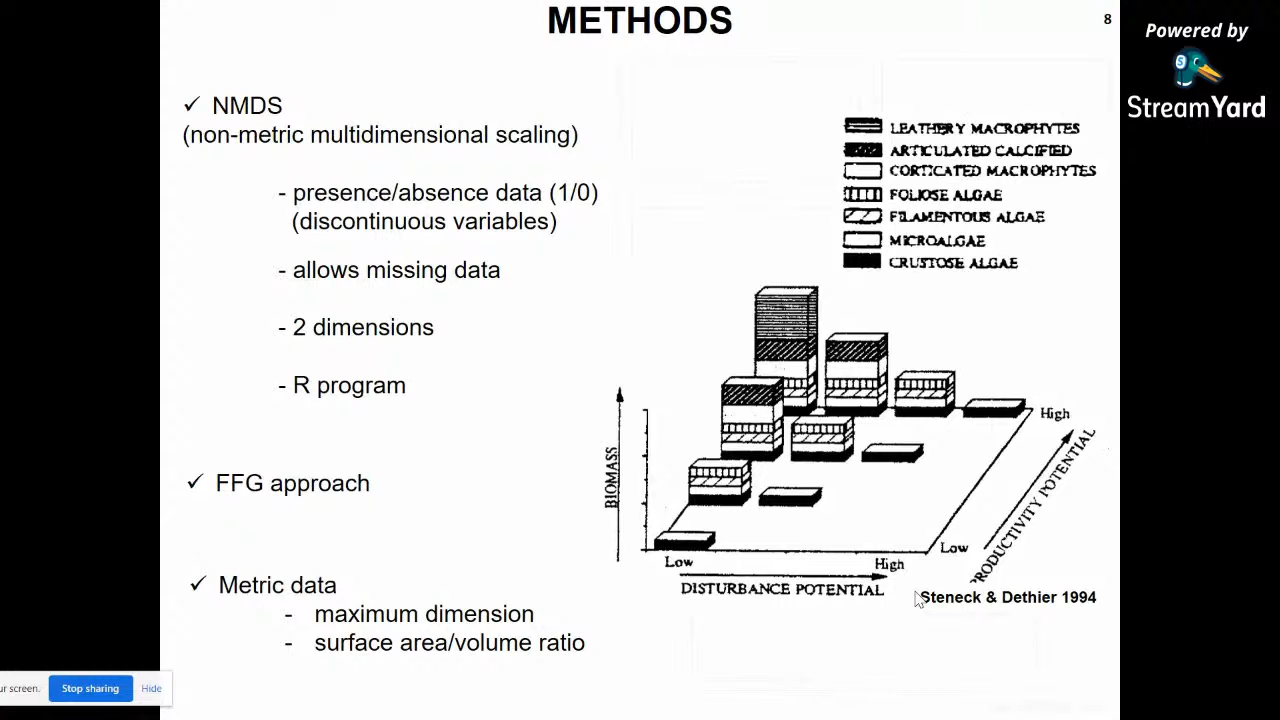 METHODS
8
Powered by
StreamYard
✓ NMDS
(non-metric multidimensional scaling)
- presence/absence data (1/0)
(discontinuous variables)
- allows missing data
- 2 dimensions
- R program
✓ FFG approach
✓ Metric data
- maximum dimension
- surface area/volume ratio
LEATHERY MACROPHYTES
ARTICULATED CALCIFIED
CORTICATED MACROPHYTES
FOLIOSE ALGAE
FILAMENTOUS ALGAE
MICROALGAE
CRUSTOSE ALGAE
BIOMASS
High
PRODUCTIVITY POTENTIAL
Low
Low
High
DISTURBANCE POTENTIAL
Steneck & Dethier 1994
ur screen.
Stop sharing
Hide